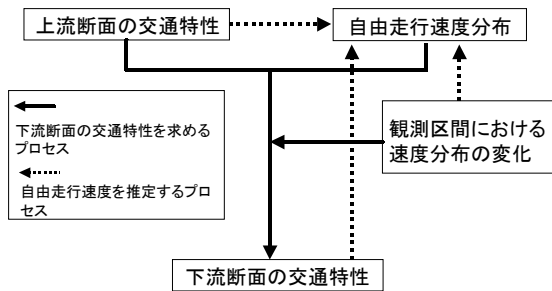 上流断面の交通特性
自由走行速度分布
下流断面の交通特性を求める
プロセス
自由走行速度を推定するプロ
セス
観測区間における
速度分布の変化
下流断面の交通特性